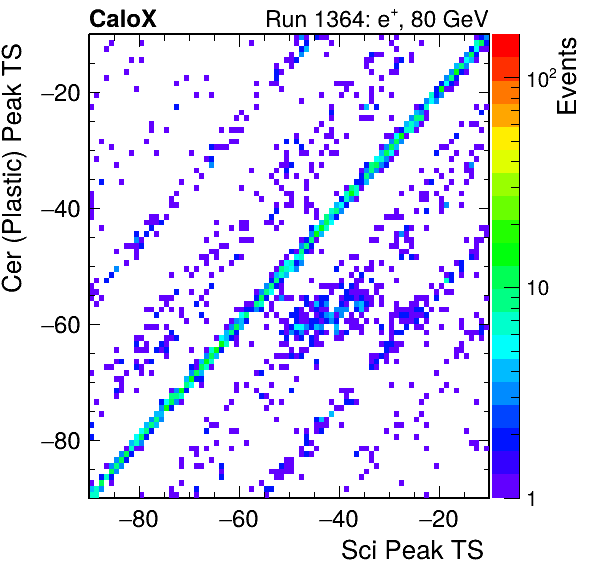 CaloX Run 1364: e+, 80 GeV
Cer (Plastic) Peak TS
−20
−40
−60
−80
−80 −60 −40 −20
Sci Peak TS
Events
10²
10
1